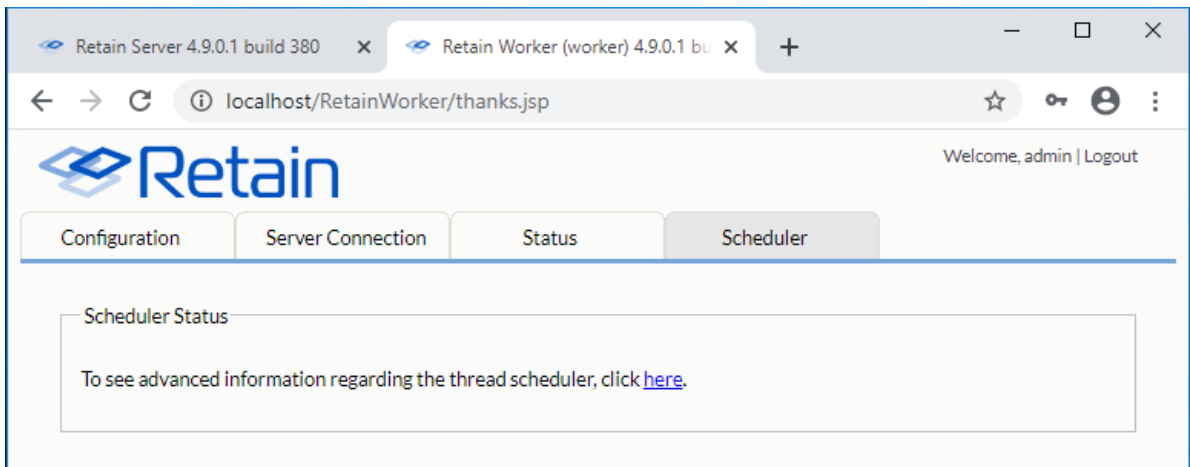 Retain Server 4.9.0.1 build 380
Retain Worker (worker) 4.9.0.1 bu
localhost/RetainWorker/thanks.jsp
Retain
Welcome, admin | Logout
Configuration Server Connection Status Scheduler
Scheduler Status
To see advanced information regarding the thread scheduler, click here.